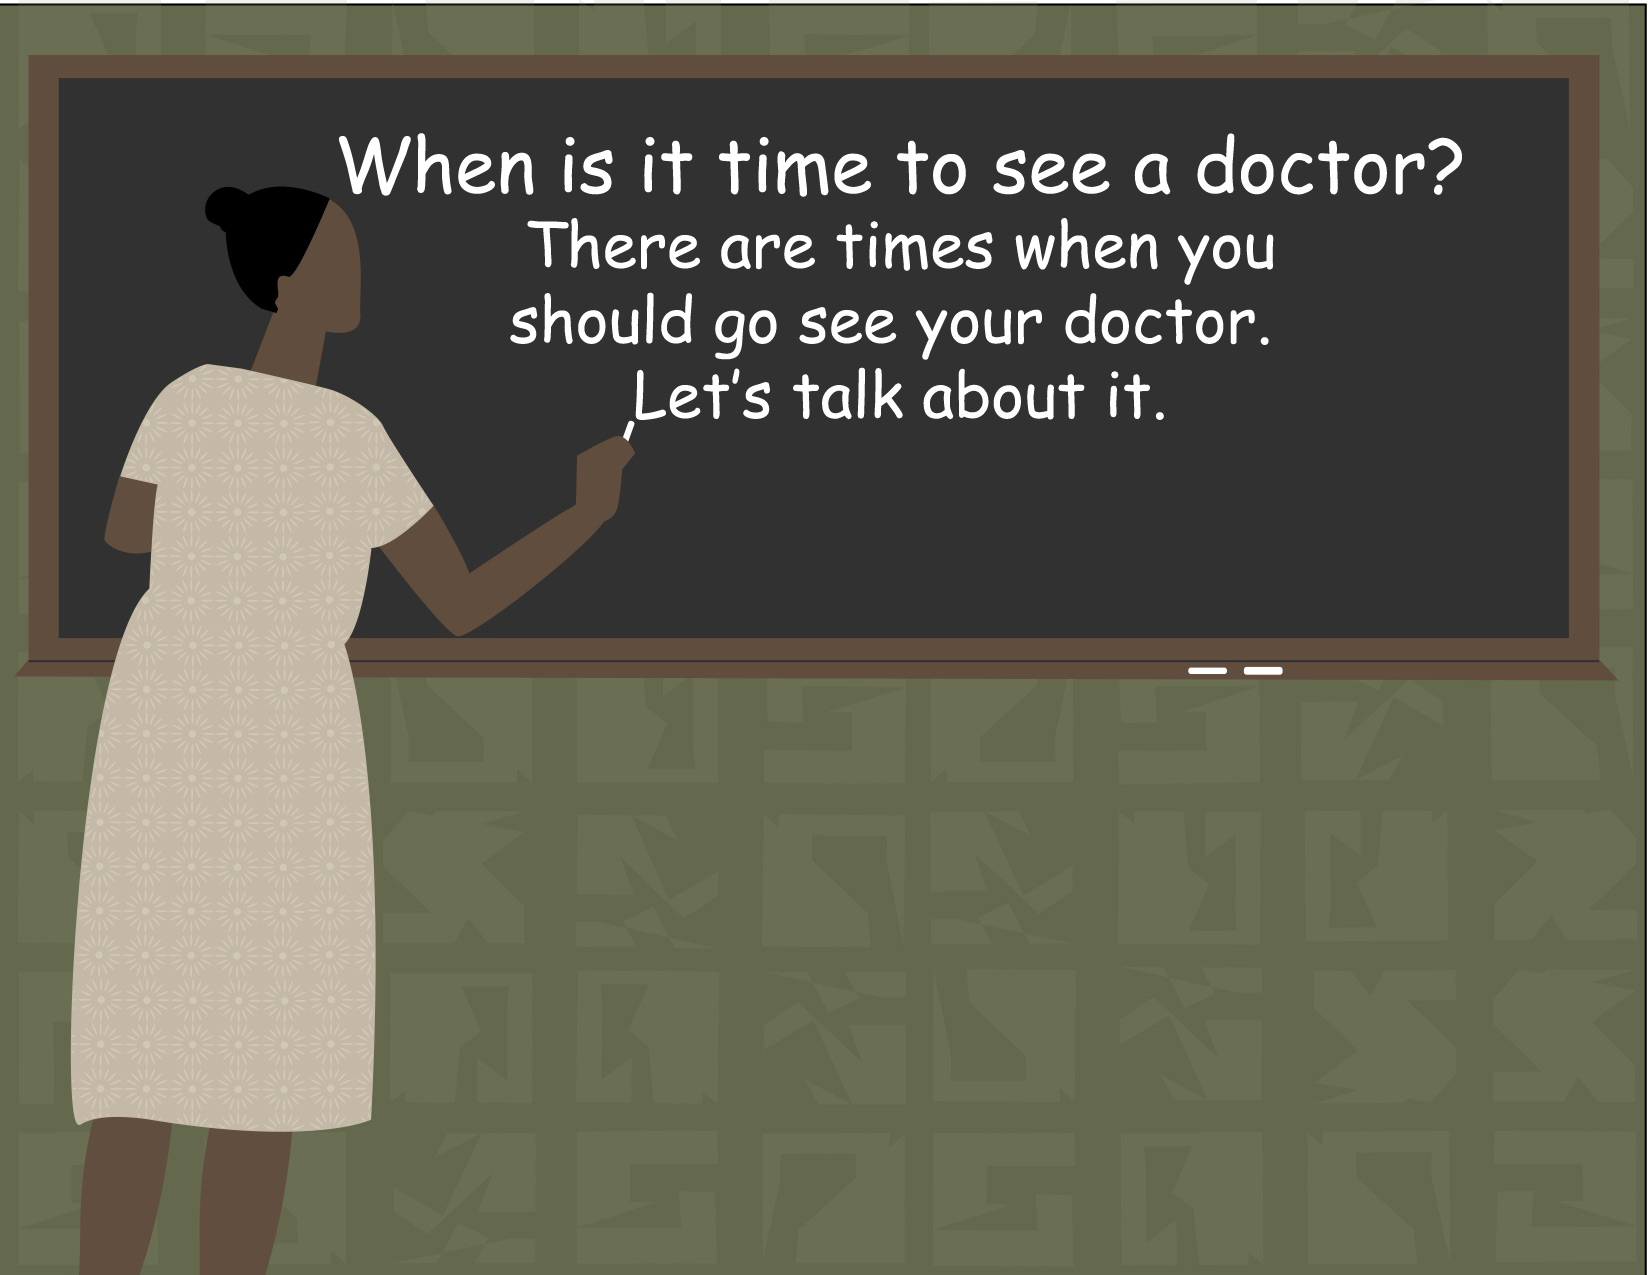 When is it time to see a doctor?
There are times when you
should go see your doctor.
Let's talk about it.